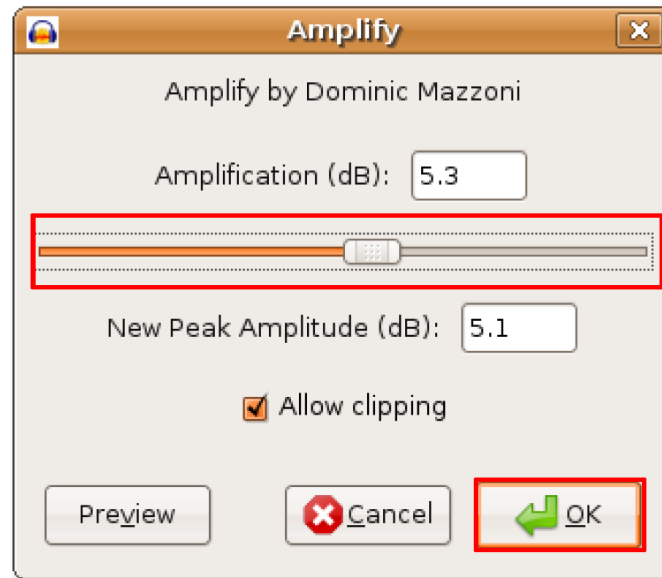 Amplify
Amplify by Dominic Mazzoni
Amplification (dB): 5.3
New Peak Amplitude (dB): 5.1
Allow clipping
Preview Cancel OK